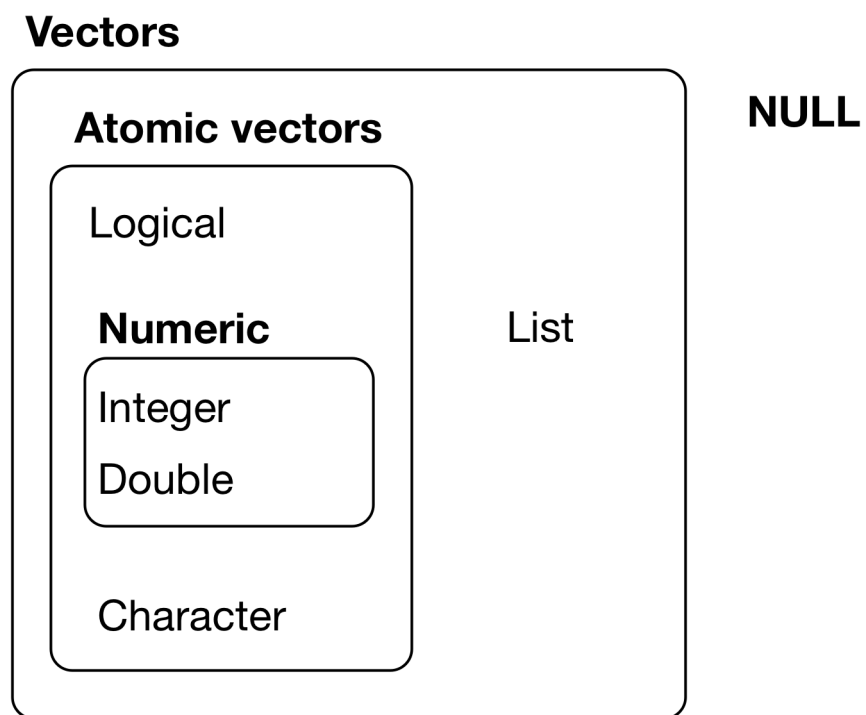 Vectors
NULL
Atomic vectors
Logical
Numeric
List
Integer
Double
Character